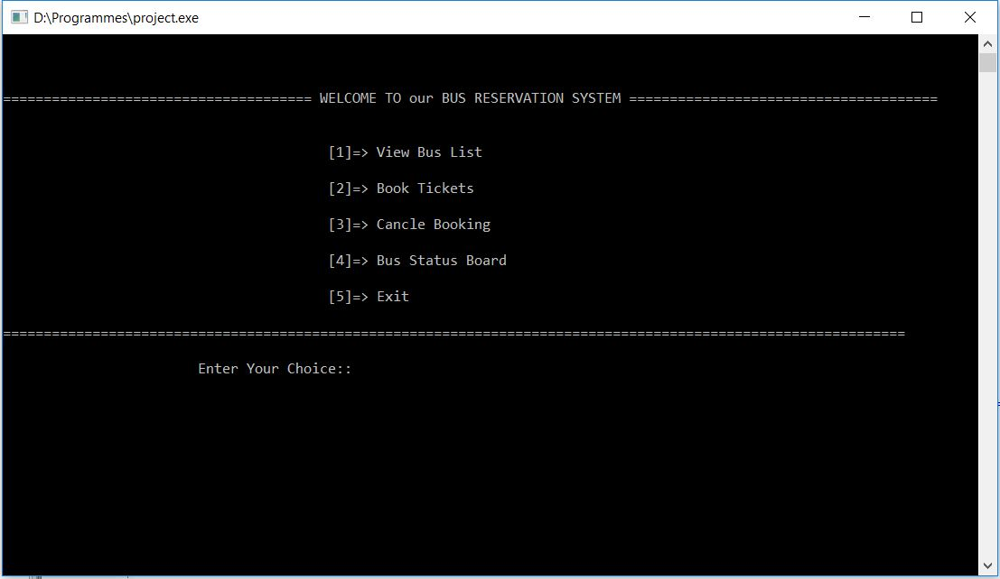 D:\Programmes\project.exe
====================================== WELCOME TO our BUS RESERVATION SYSTEM ======================================
[1]=> View Bus List
[2]=> Book Tickets
[3]=> Cancle Booking
[4]=> Bus Status Board
[5]=> Exit
===============================================================================================================
Enter Your Choice::